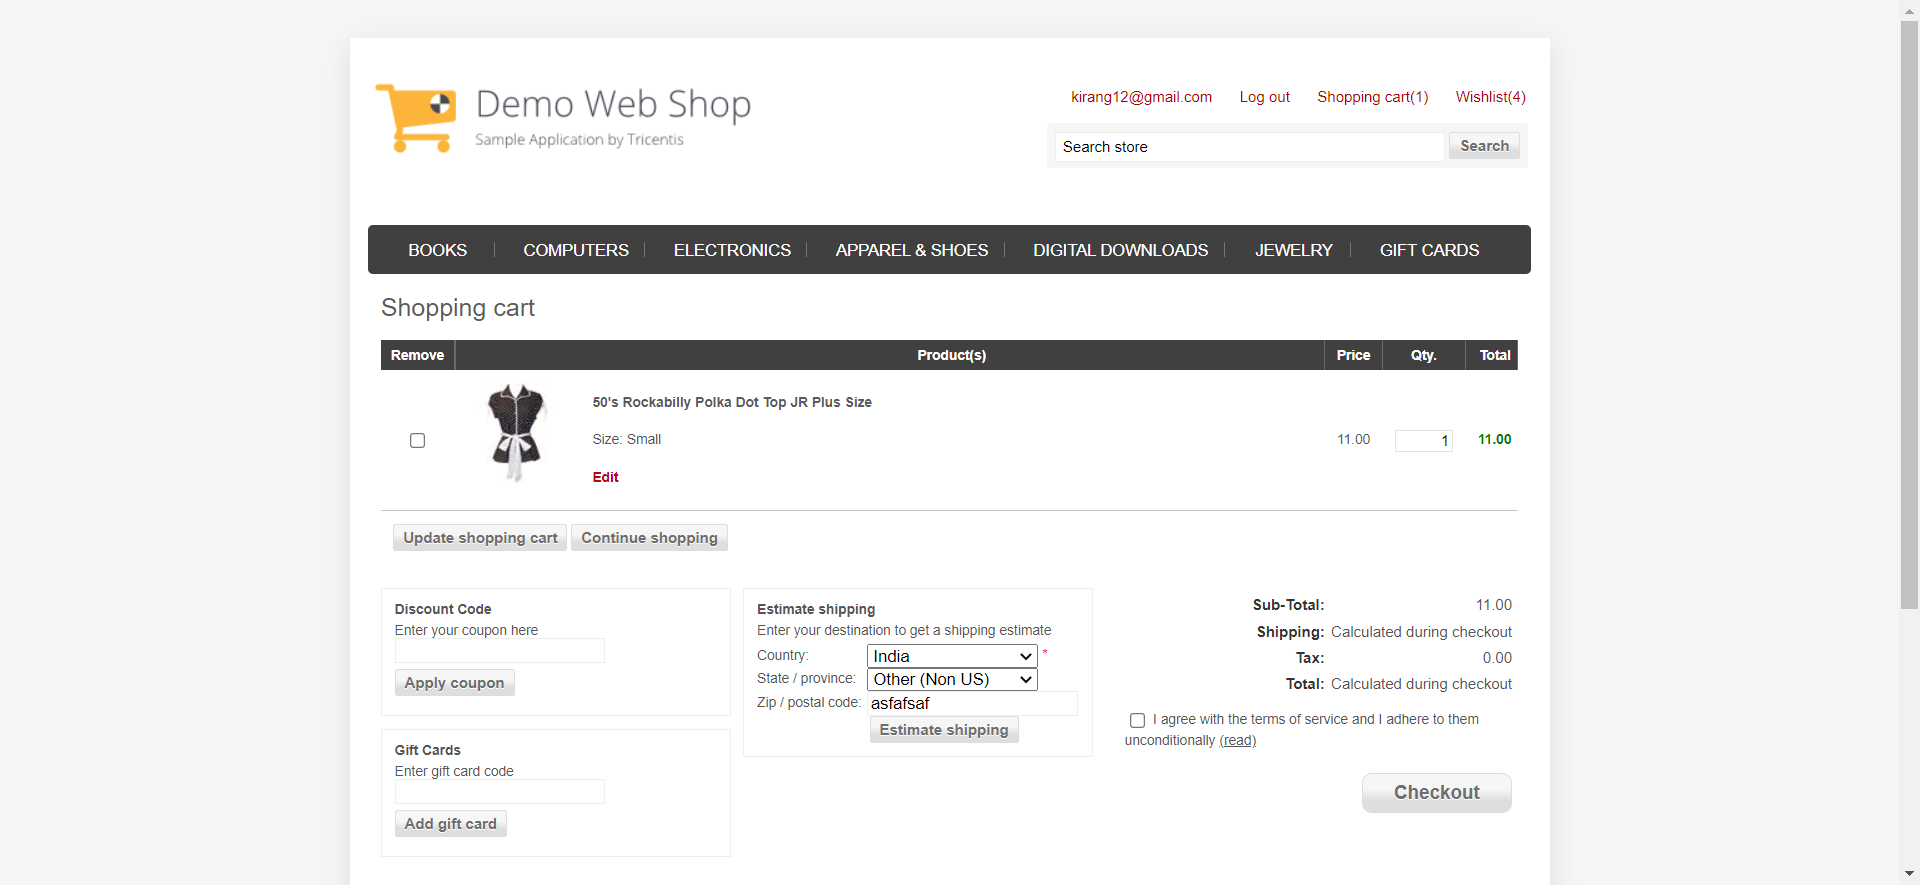 Demo Web Shop
Sample Application by Tricentis
kirang12@gmail.com Log out Shopping cart(1) Wishlist(4)
Search store Search
BOOKS COMPUTERS ELECTRONICS APPAREL & SHOES DIGITAL DOWNLOADS JEWELRY GIFT CARDS
Shopping cart
Remove Product(s) Price Qty. Total
50's Rockabilly Polka Dot Top JR Plus Size
Size: Small 11.00 1 11.00
Edit
Update shopping cart Continue shopping
Discount Code
Enter your coupon here
Apply coupon
Gift Cards
Enter gift card code
Add gift card
Estimate shipping
Enter your destination to get a shipping estimate
Country: India *
State / province: Other (Non US)
Zip / postal code: asfafsaf
Estimate shipping
Sub-Total: 11.00
Shipping: Calculated during checkout
Tax: 0.00
Total: Calculated during checkout
I agree with the terms of service and I adhere to them
unconditionally (read)
Checkout